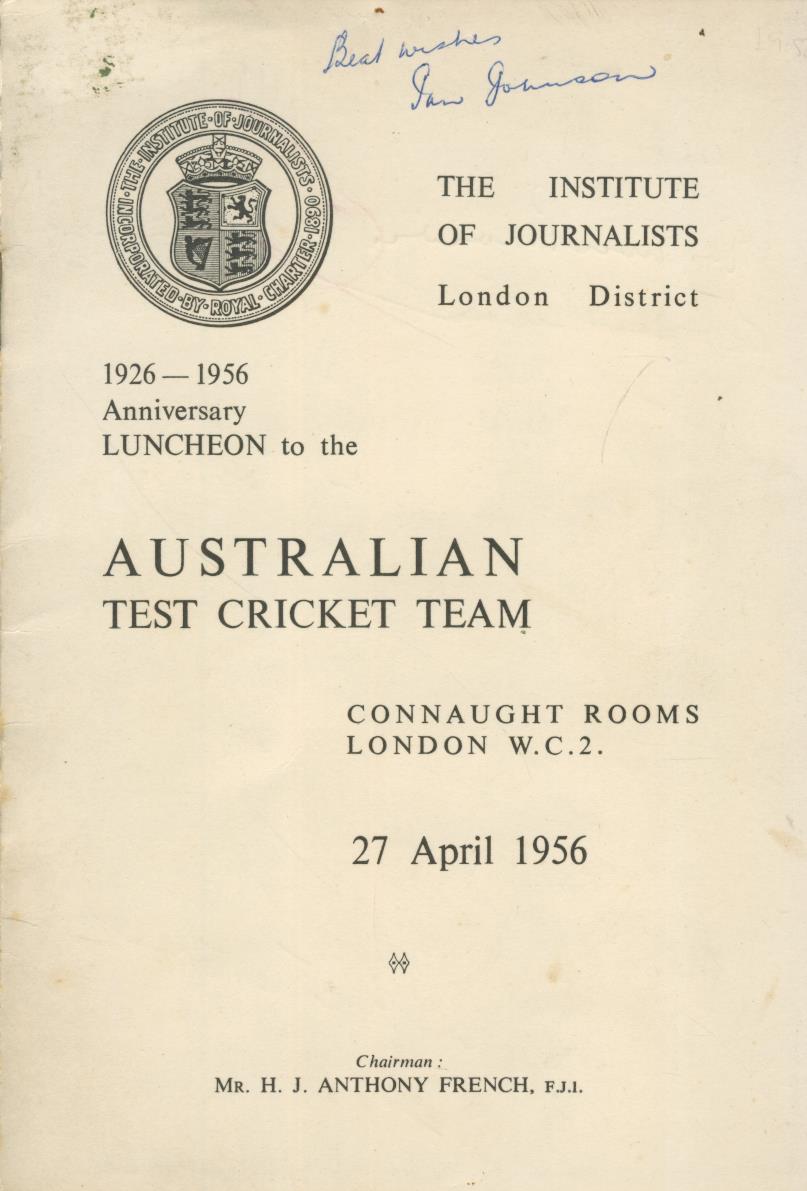 Best wishes
Ian Johnson
THE INSTITUTE
OF JOURNALISTS
London District
·THE·INSTITUTE·OF·JOURNALISTS·
INCORPORATED·BY·ROYAL·CHARTER·1890
1926 — 1956
Anniversary
LUNCHEON to the
AUSTRALIAN
TEST CRICKET TEAM
CONNAUGHT ROOMS
LONDON W.C.2.
27 April 1956
Chairman :
MR. H. J. ANTHONY FRENCH, F.J.I.